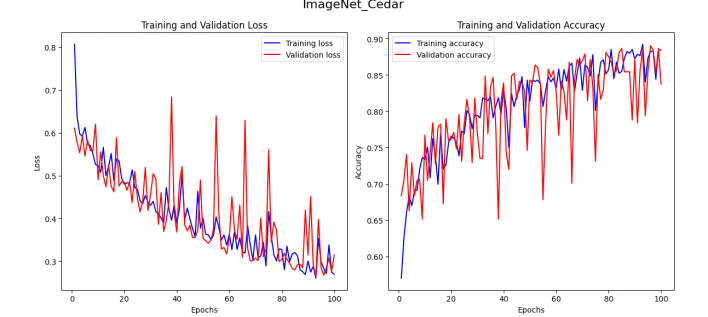 ImageNet_Cedar
Training and Validation Loss
Training loss
Validation loss
0.8
0.7
0.6
0.5
0.4
0.3
Loss
0
20
40
60
80
100
Epochs
Training and Validation Accuracy
Training accuracy
Validation accuracy
0.90
0.85
0.80
0.75
0.70
0.65
0.60
Accuracy
0
20
40
60
80
100
Epochs